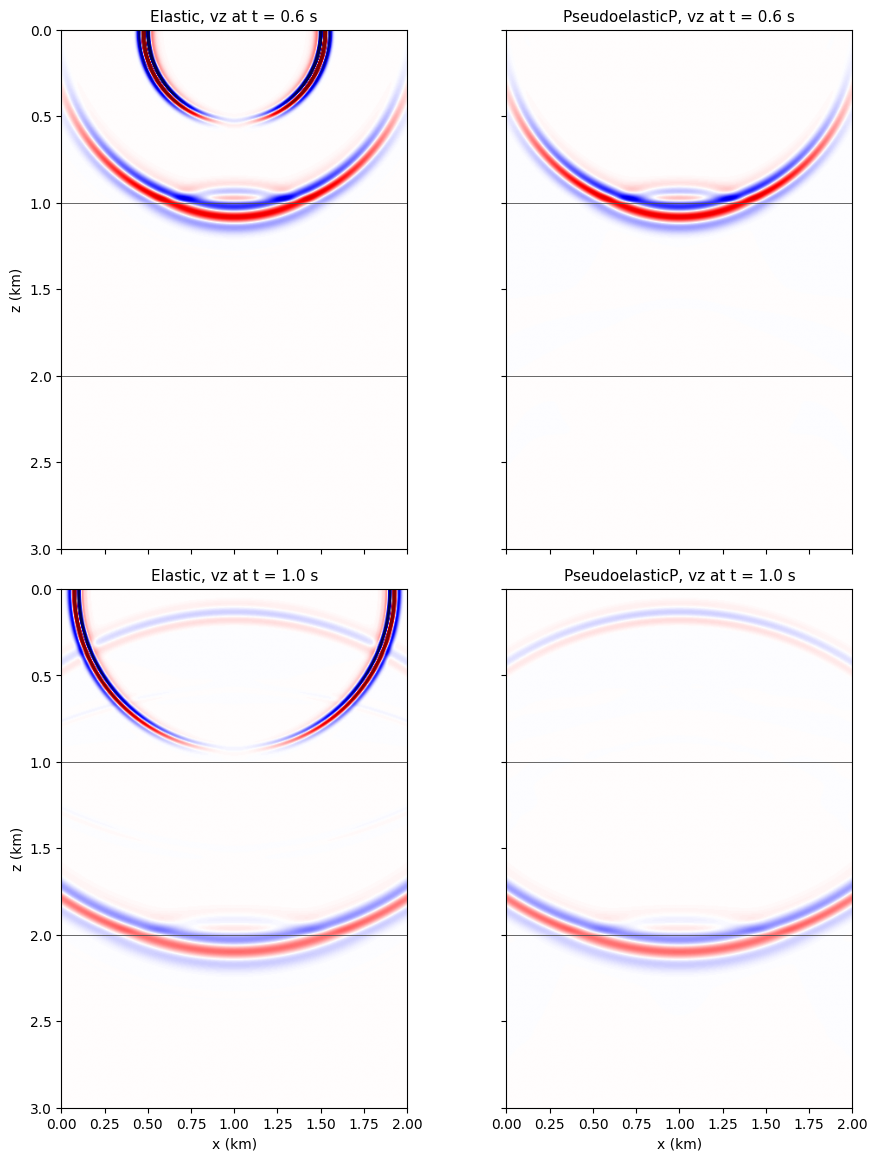 Elastic, vz at t = 0.6 s
PseudoelasticP, vz at t = 0.6 s
0.0
0.5
1.0
1.5
2.0
2.5
3.0
z (km)
Elastic, vz at t = 1.0 s
PseudoelasticP, vz at t = 1.0 s
0.0
0.5
1.0
1.5
2.0
2.5
3.0
z (km)
0.00 0.25 0.50 0.75 1.00 1.25 1.50 1.75 2.00
x (km)
0.00 0.25 0.50 0.75 1.00 1.25 1.50 1.75 2.00
x (km)